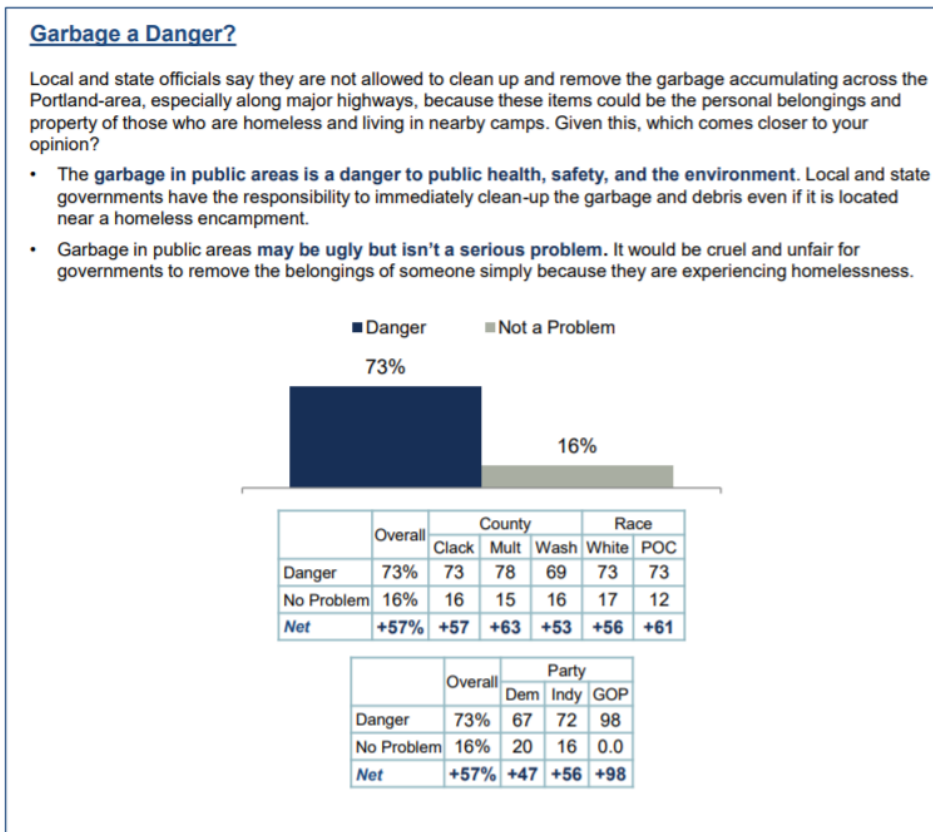 Garbage a Danger?
Local and state officials say they are not allowed to clean up and remove the garbage accumulating across the
Portland-area, especially along major highways, because these items could be the personal belongings and
property of those who are homeless and living in nearby camps. Given this, which comes closer to your
opinion?
• The garbage in public areas is a danger to public health, safety, and the environment. Local and state
governments have the responsibility to immediately clean-up the garbage and debris even if it is located
near a homeless encampment.
• Garbage in public areas may be ugly but isn't a serious problem. It would be cruel and unfair for
governments to remove the belongings of someone simply because they are experiencing homelessness.
Danger Not a Problem
73%
16%
Overall County Race
Clack Mult Wash White POC
Danger 73% 73 78 69 73 73
No Problem 16% 16 15 16 17 12
Net +57% +57 +63 +53 +56 +61
Overall Party
Dem Indy GOP
Danger 73% 67 72 98
No Problem 16% 20 16 0.0
Net +57% +47 +56 +98